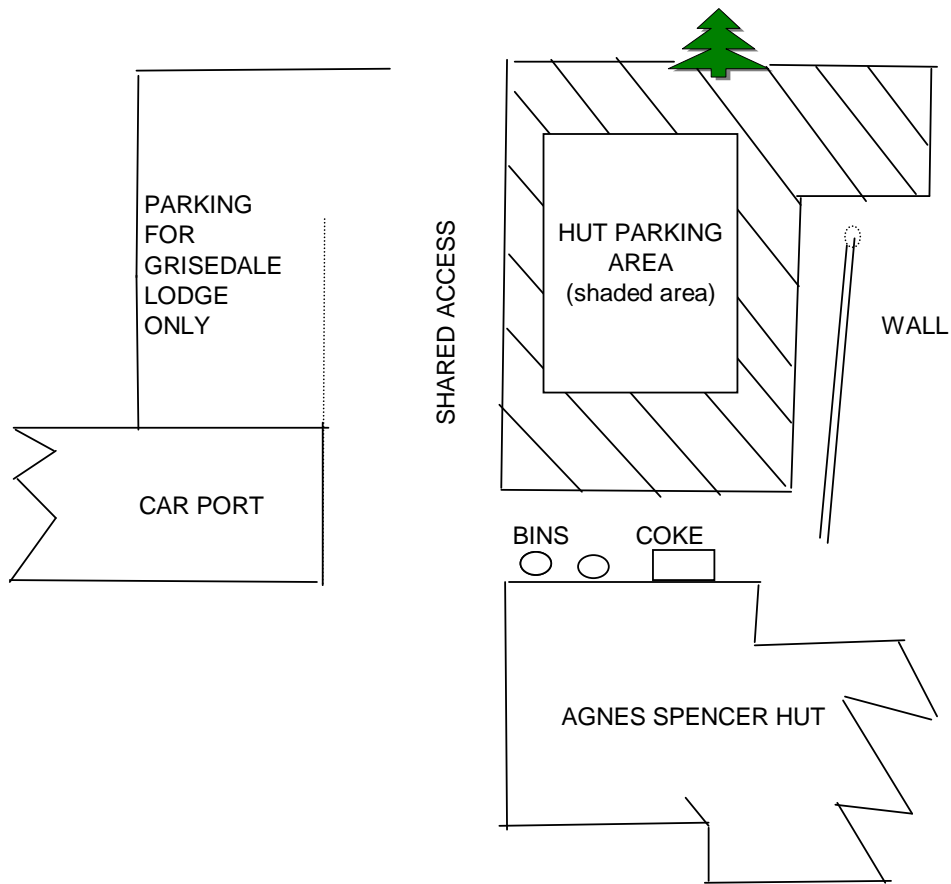 PARKING
FOR
GRISEDALE
LODGE
ONLY
SHARED ACCESS
HUT PARKING
AREA
(shaded area)
WALL
CAR PORT
BINS
COKE
AGNES SPENCER HUT